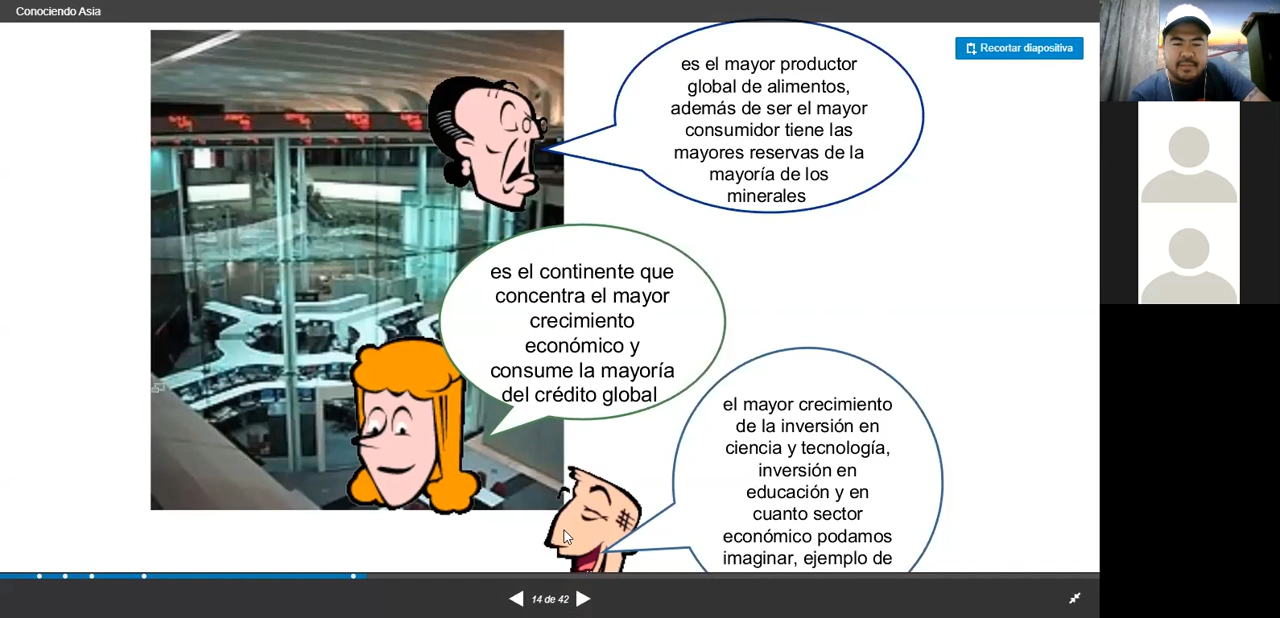 Conociendo Asia
Recortar diapositiva
es el mayor productor
global de alimentos,
además de ser el mayor
consumidor tiene las
mayores reservas de la
mayoría de los
minerales
es el continente que
concentra el mayor
crecimiento
económico y
consume la mayoría
del crédito global
el mayor crecimiento
de la inversión en
ciencia y tecnología,
inversión en
educación y en
cuanto sector
económico podamos
imaginar, ejemplo de
14 de 42